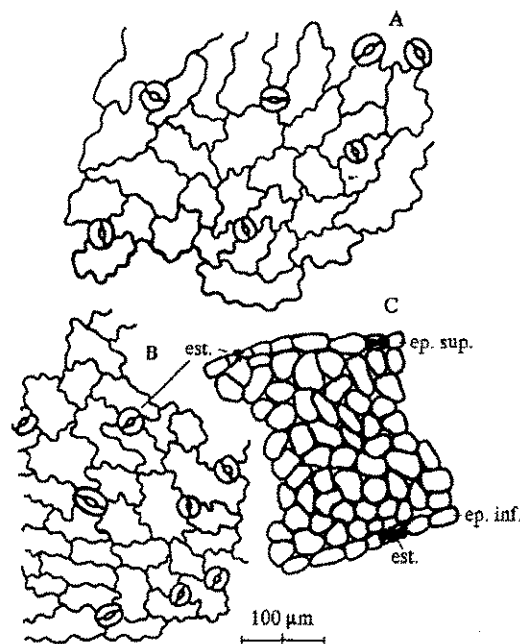 A
B
est.
C
ep. sup.
ep. inf.
est.
100 μm